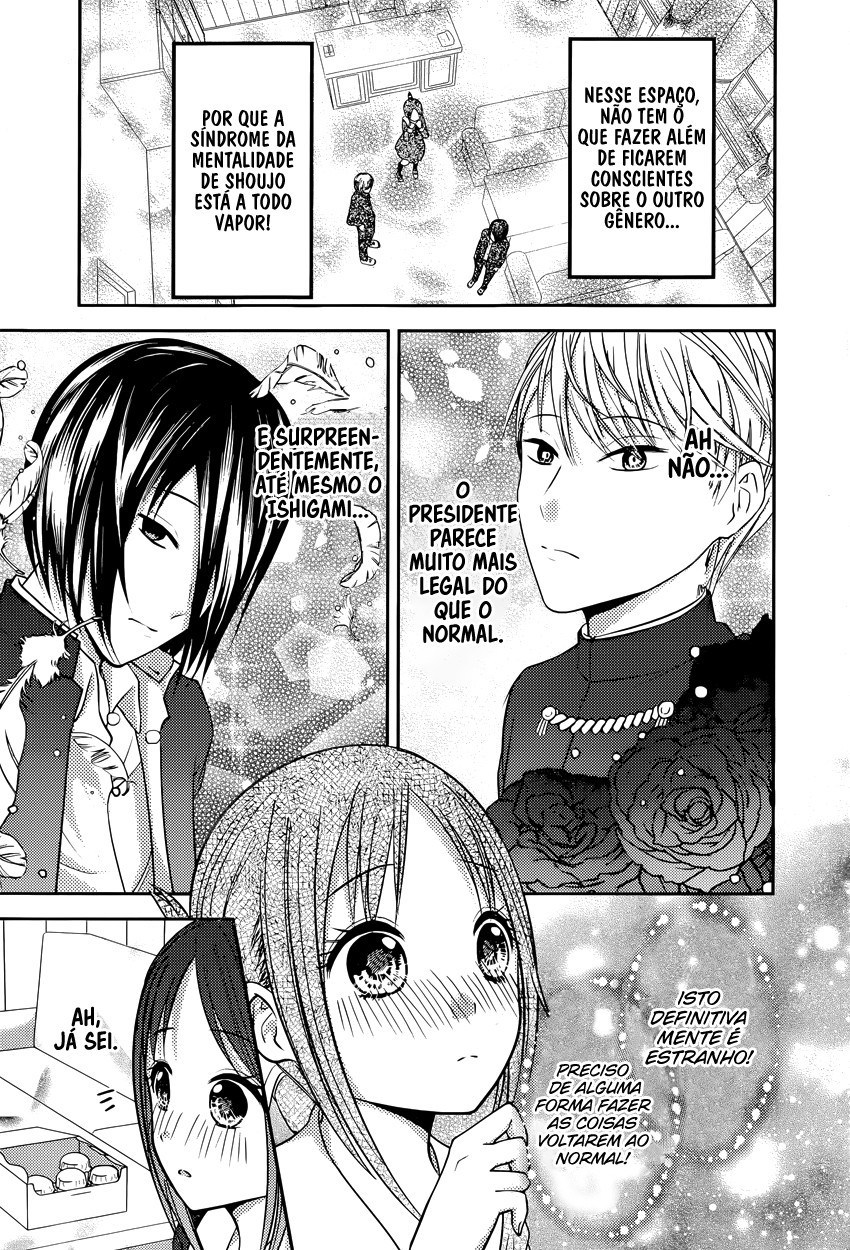 NESSE ESPAÇO,
NÃO TEM O
QUE FAZER ALÉM
DE FICAREM
CONSCIENTES
SOBRE O OUTRO
GÊNERO...
POR QUE A
SÍNDROME DA
MENTALIDADE
DE SHOUJO
ESTÁ A TODO
VAPOR!
AH
NÃO...
O
PRESIDENTE
PARECE
MUITO MAIS
LEGAL DO
QUE O
NORMAL.
E SURPREEN-
DENTEMENTE,
ATÉ MESMO O
ISHIGAMI...
ISTO
DEFINITIVA
MENTE É
ESTRANHO!
PRECISO
DE ALGUMA
FORMA FAZER
AS COISAS
VOLTAREM AO
NORMAL!
AH,
JÁ SEI.